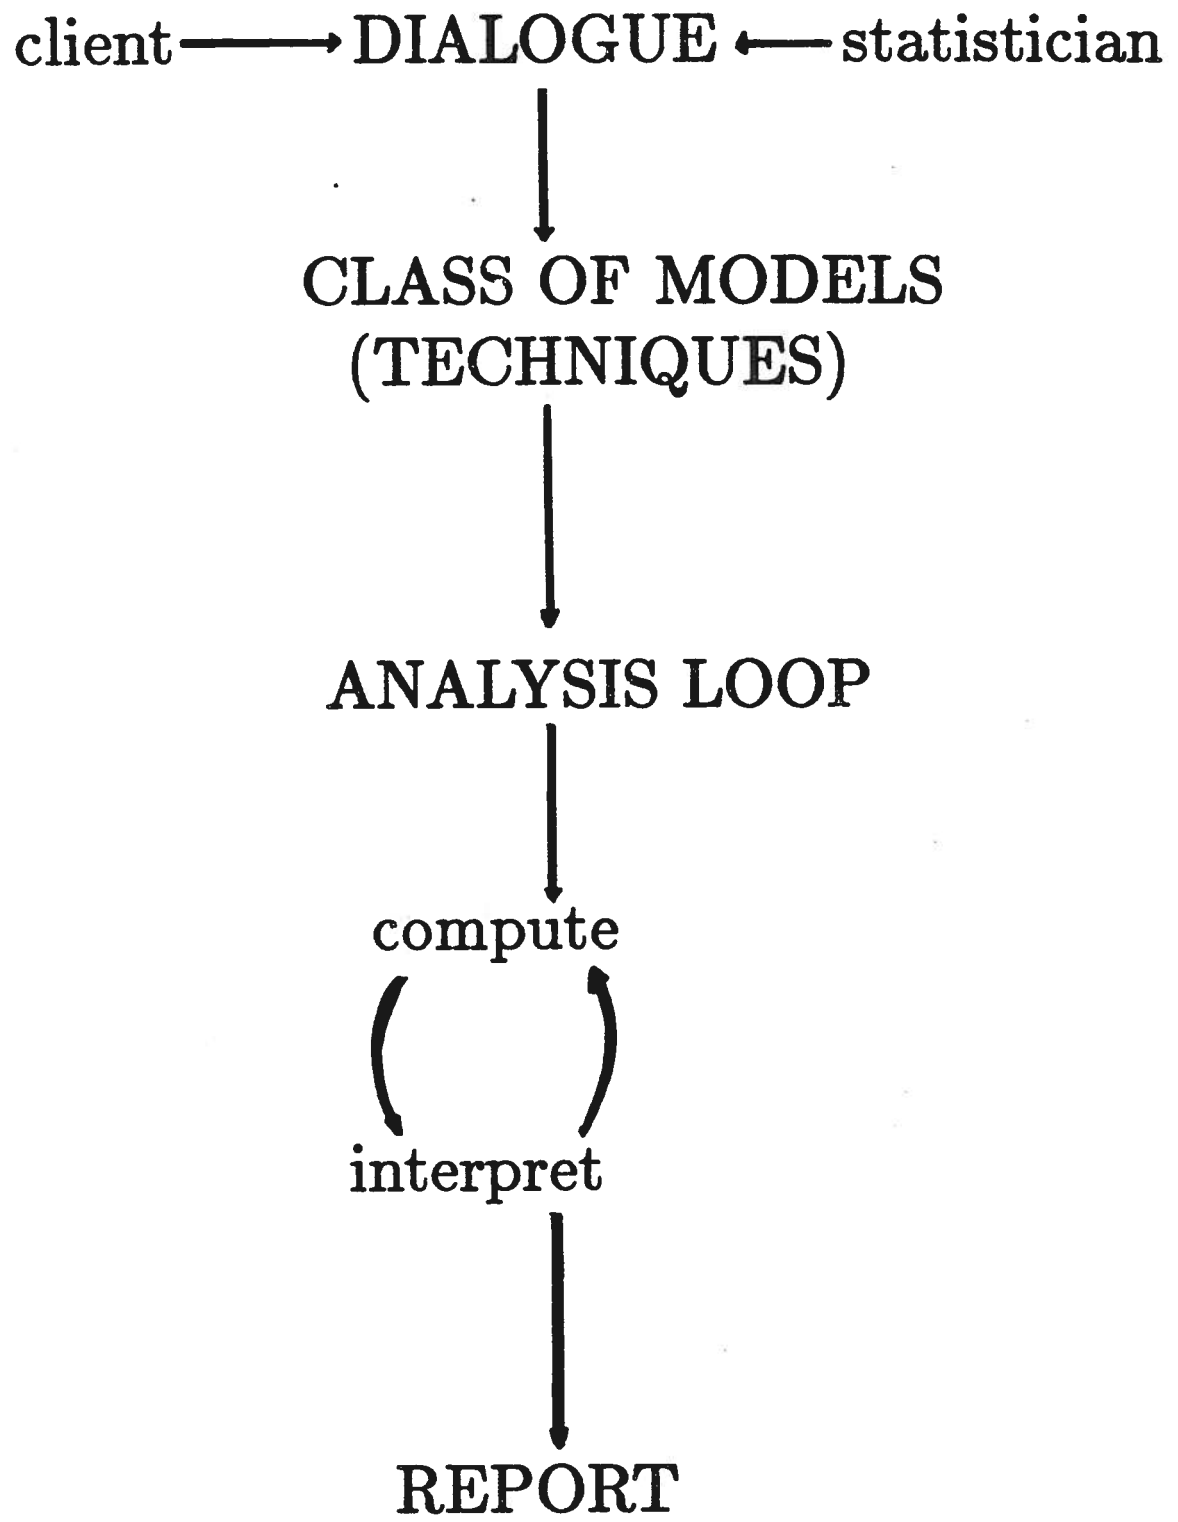 client DIALOGUE statistician
CLASS OF MODELS
(TECHNIQUES)
ANALYSIS LOOP
compute
interpret
REPORT